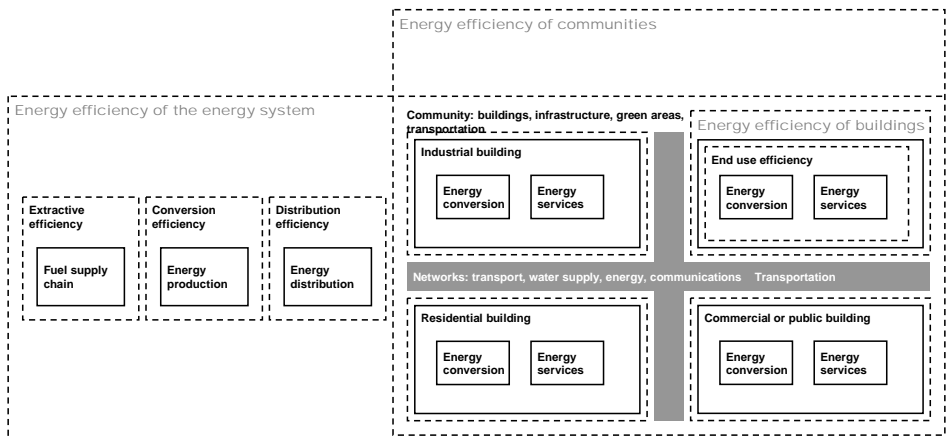 Energy efficiency of communities
Energy efficiency of the energy system
Community: buildings, infrastructure, green areas,
transportation
Energy efficiency of buildings
Industrial building
Energy
conversion
Energy
services
End use efficiency
Energy
conversion
Energy
services
Extractive
efficiency
Fuel supply
chain
Conversion
efficiency
Energy
production
Distribution
efficiency
Energy
distribution
Networks: transport, water supply, energy, communications Transportation
Residential building
Energy
conversion
Energy
services
Commercial or public building
Energy
conversion
Energy
services